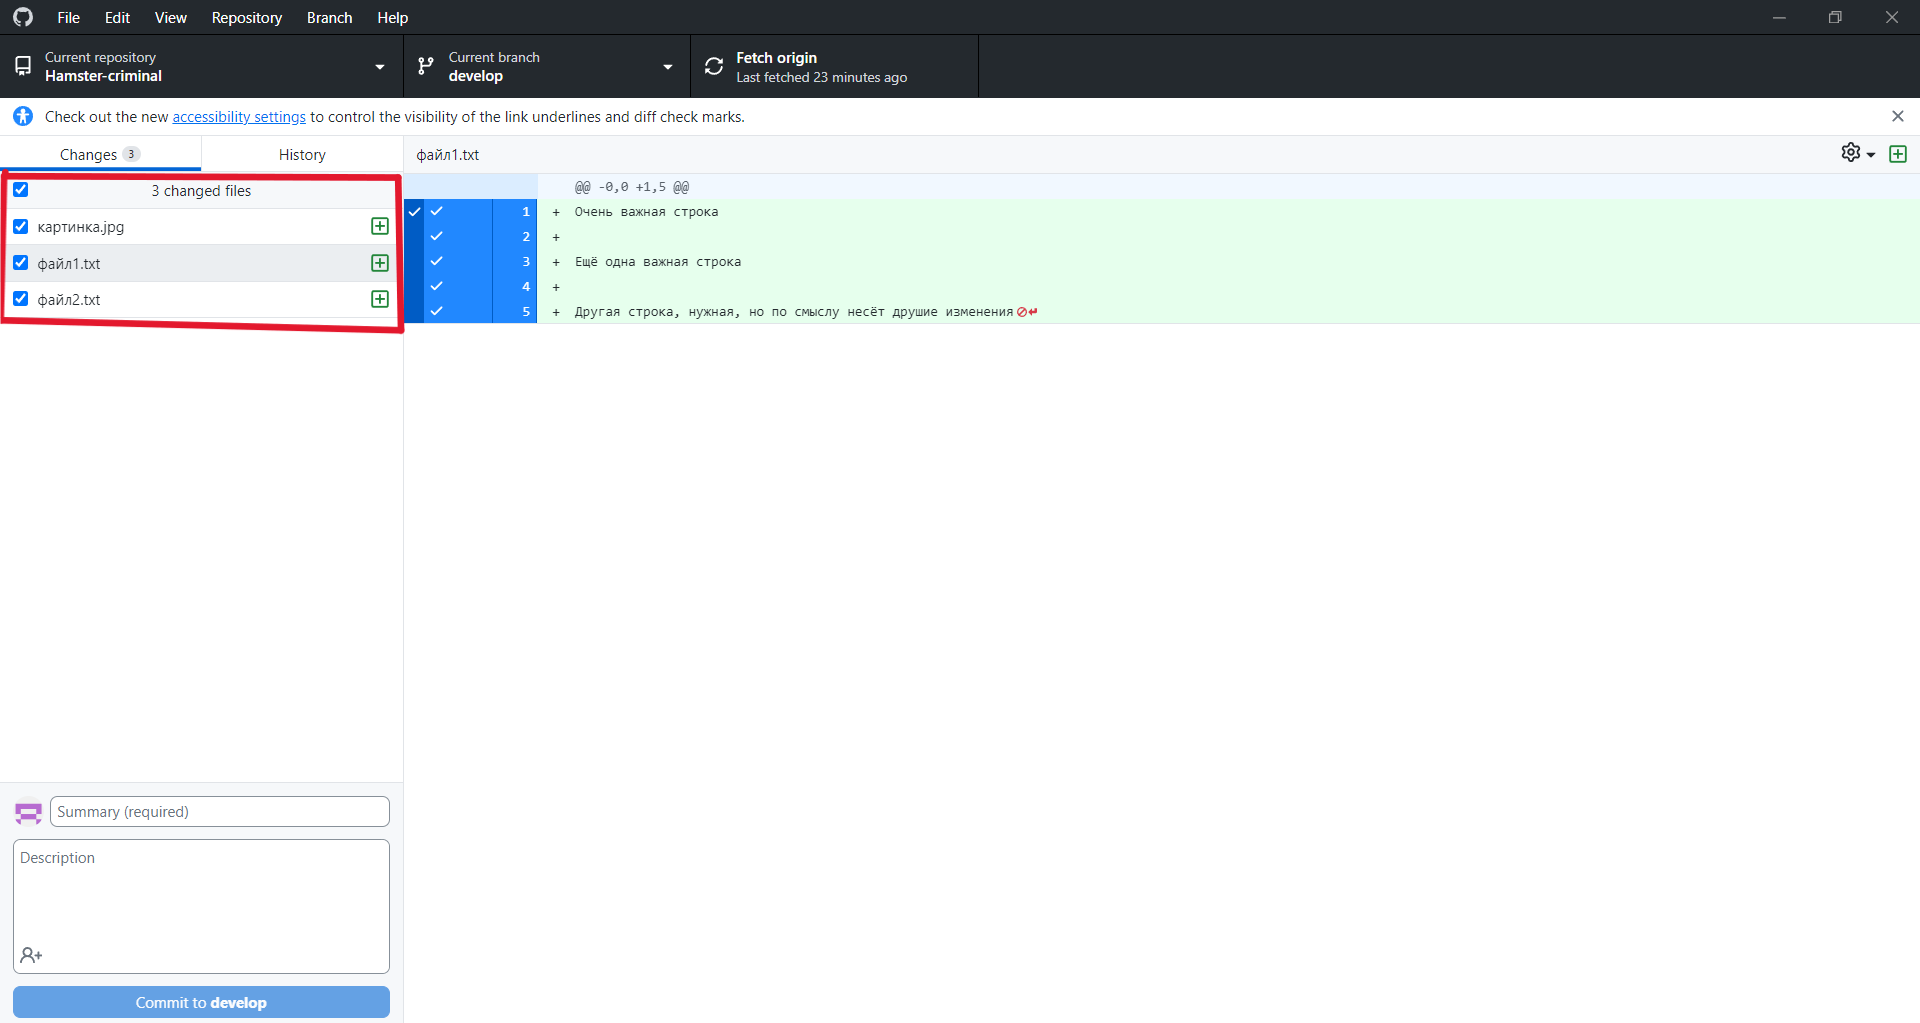 File Edit View Repository Branch Help
Current repository
Hamster-criminal
Current branch
develop
Fetch origin
Last fetched 23 minutes ago
Check out the new accessibility settings to control the visibility of the link underlines and diff check marks.
Changes 3
History
файл1.txt
3 changed files
картинка.jpg
файл1.txt
файл2.txt
@@ -0,0 +1,5 @@
1 + Очень важная строка
2 +
3 + Ещё одна важная строка
4 +
5 + Другая строка, нужная, но по смыслу несёт друшие изменения
Summary (required)
Description
Commit to develop